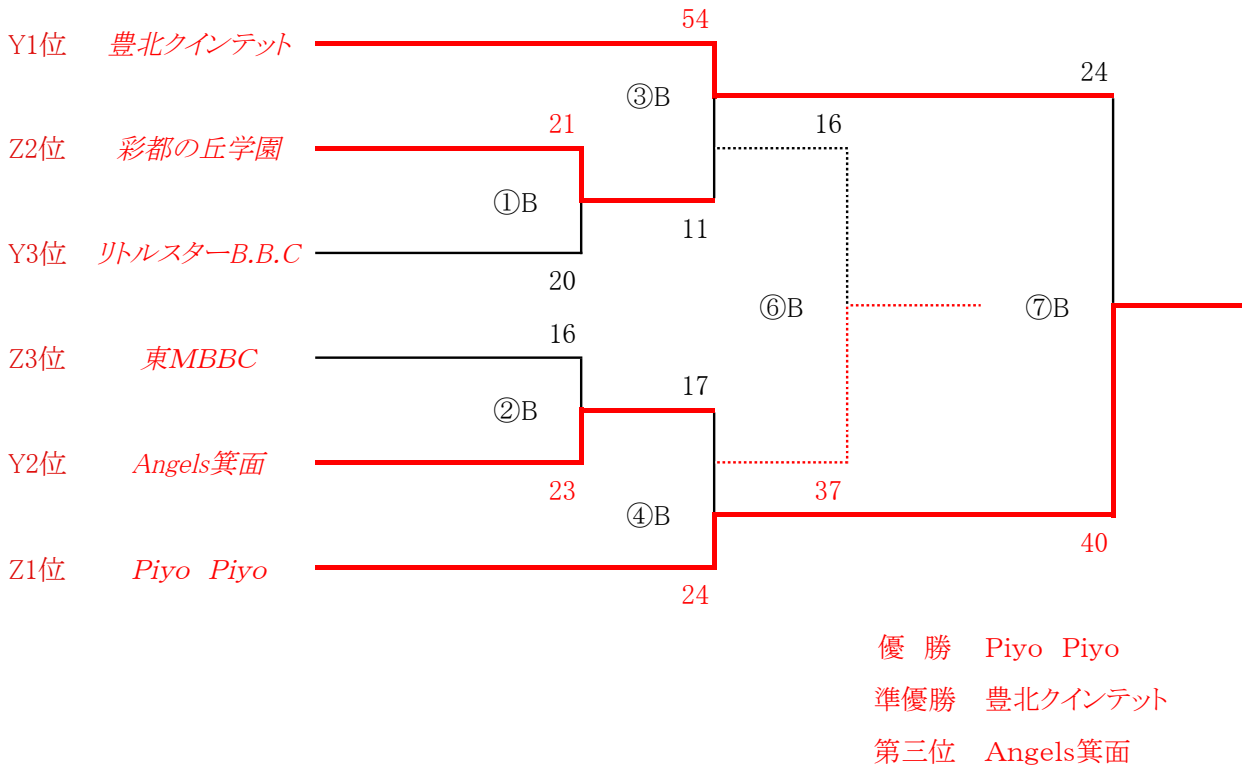 54
Y1位 豊北クインテット
24
③B
21
16
Z2位 彩都の丘学園
①B
11
Y3位 リトルスターB.B.C
20
⑥B
⑦B
16
Z3位 東MBBC
17
②B
Y2位 Angels箕面
23
37
④B
40
Z1位 Piyo Piyo
24
優 勝 Piyo Piyo
準優勝 豊北クインテット
第三位 Angels箕面